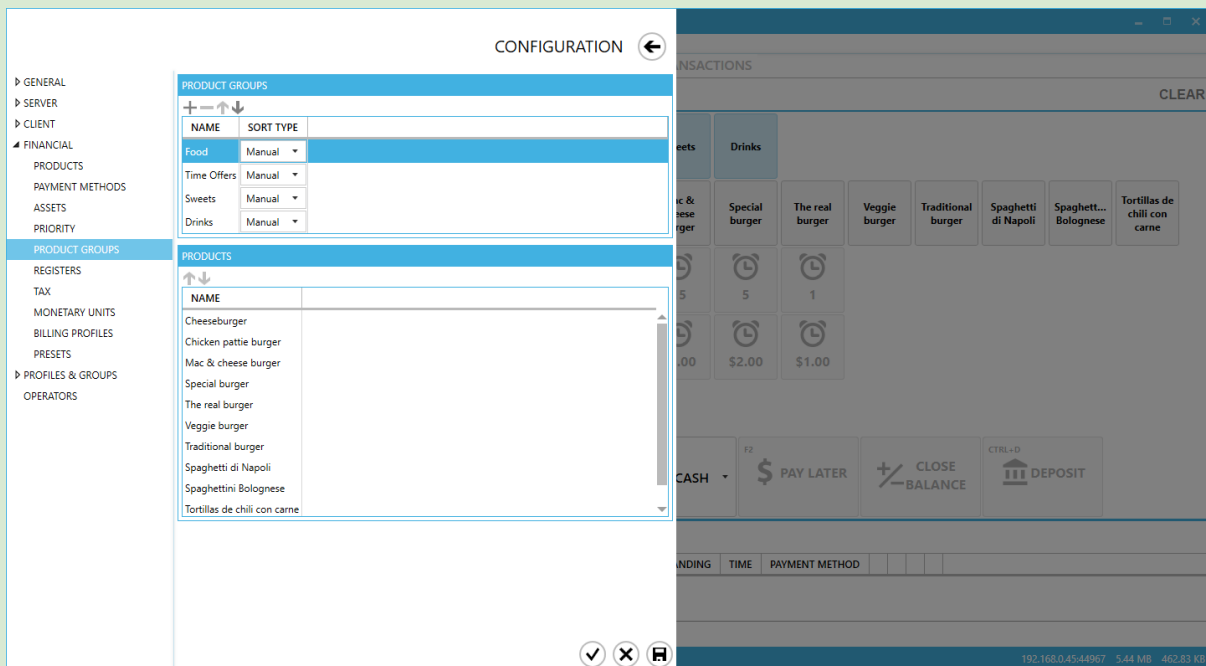 CONFIGURATION
GENERAL
SERVER
CLIENT
FINANCIAL
PRODUCTS
PAYMENT METHODS
ASSETS
PRIORITY
PRODUCT GROUPS
REGISTERS
TAX
MONETARY UNITS
BILLING PROFILES
PRESETS
PROFILES & GROUPS
OPERATORS
PRODUCT GROUPS
NAME SORT TYPE
Food Manual
Time Offers Manual
Sweets Manual
Drinks Manual
PRODUCTS
NAME
Cheeseburger
Chicken pattie burger
Mac & cheese burger
Special burger
The real burger
Veggie burger
Traditional burger
Spaghetti di Napoli
Spaghettini Bolognese
Tortillas de chili con carne
NSACTIONS
CLEAR
eets
Drinks
c &
eese
rger
Special
burger
The real
burger
Veggie
burger
Traditional
burger
Spaghetti
di Napoli
Spaghett...
Bolognese
Tortillas de
chili con
carne
5 5 1
.00 $2.00 $1.00
CASH
F2
PAY LATER
CLOSE
BALANCE
CTRL+D
DEPOSIT
ANDING TIME PAYMENT METHOD
192.168.0.45:44967 5.44 MB 462.83 KB